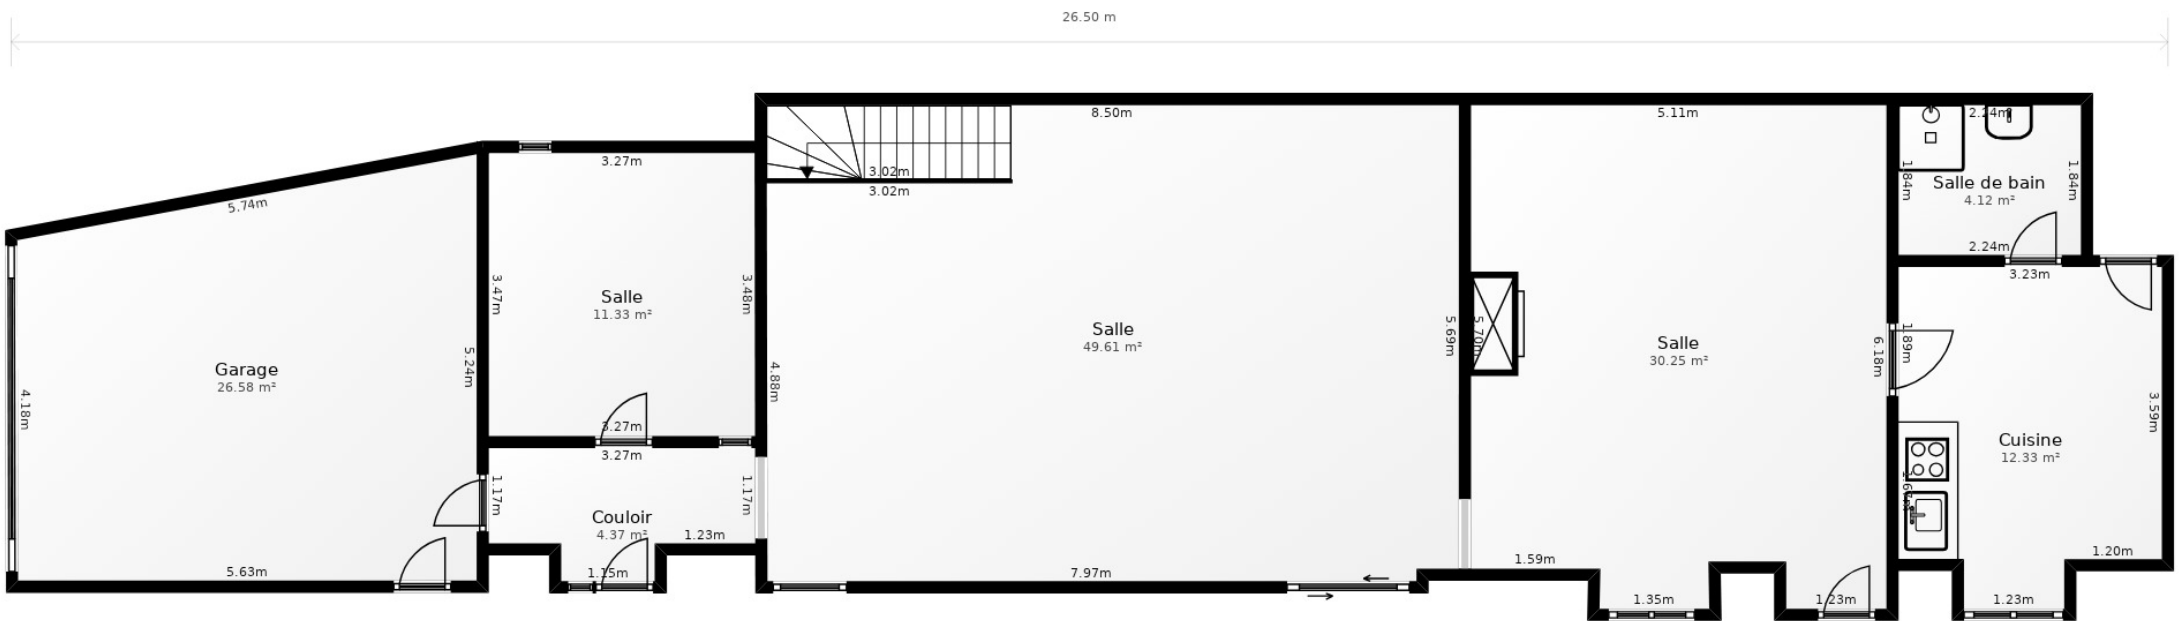 26.50 m
8.50m
5.11m
2.24m
3.27m
3.02m
3.02m
1.84m
Salle de bain
4.12 m²
1.84m
5.74m
2.24m
3.23m
3.47m
Salle
11.33 m²
3.48m
Salle
49.61 m²
5.69m
5.70m
Salle
30.25 m²
6.18m
1.89m
Garage
26.58 m²
5.24m
4.88m
4.18m
3.59m
3.27m
3.27m
Cuisine
12.33 m²
1.17m
1.17m
Couloir
4.37 m²
1.23m
1.59m
1.20m
5.63m
1.15m
7.97m
1.35m
1.23m
1.23m